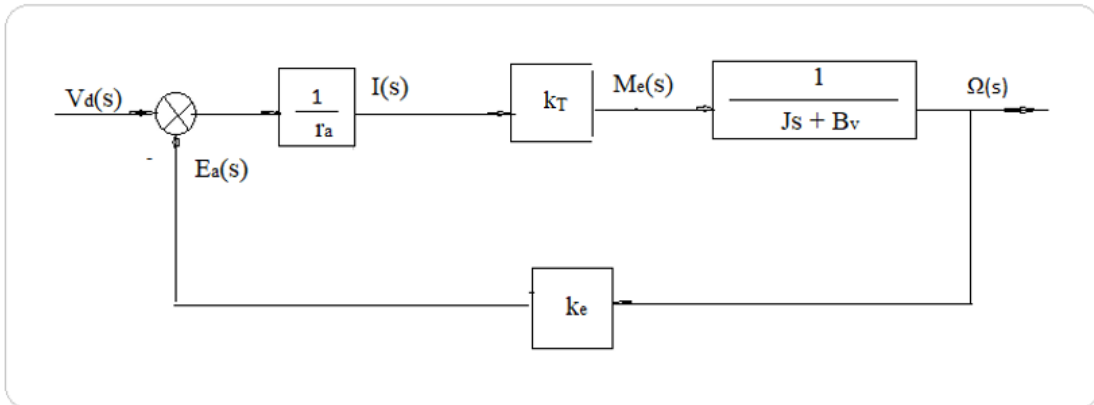 Vd(s)
1
ra
I(s)
kT
Me(s)
1
Js + Bv
Ω(s)
-
Ea(s)
ke